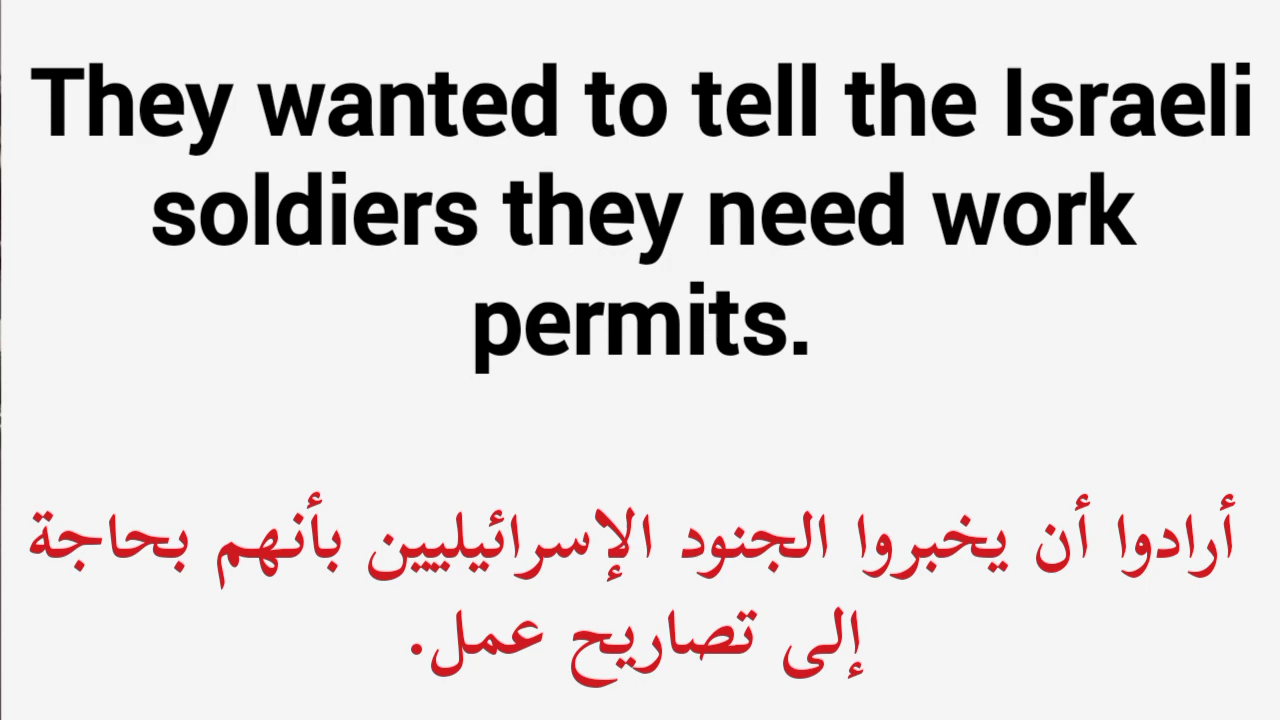 They wanted to tell the Israeli
soldiers they need work
permits.
أرادوا أن يخبروا الجنود الإسرائيليين بأنهم بحاجة
إلى تصاريح عمل.